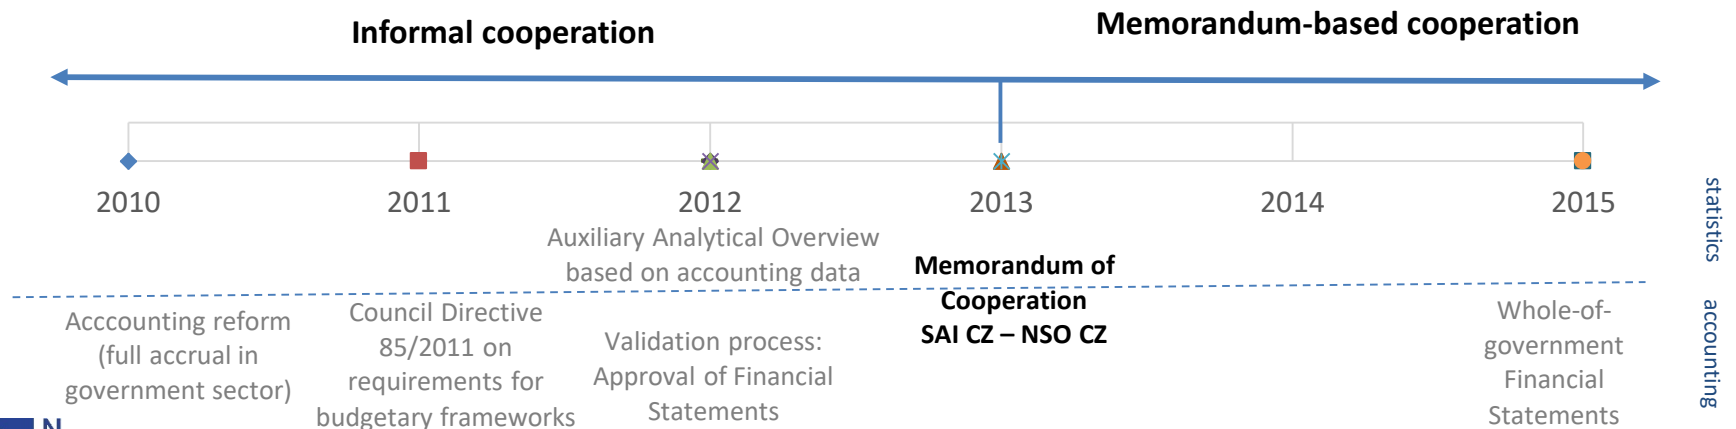 Informal cooperation
Memorandum-based cooperation
2010
2011
2012
2013
2014
2015
statistics
Auxiliary Analytical Overview
based on accounting data
Memorandum of
Cooperation
SAI CZ – NSO CZ
Acccounting reform
(full accrual in
government sector)
Council Directive
85/2011 on
requirements for
budgetary frameworks
Validation process:
Approval of Financial
Statements
Whole-of-
government
Financial
Statements
accounting
N